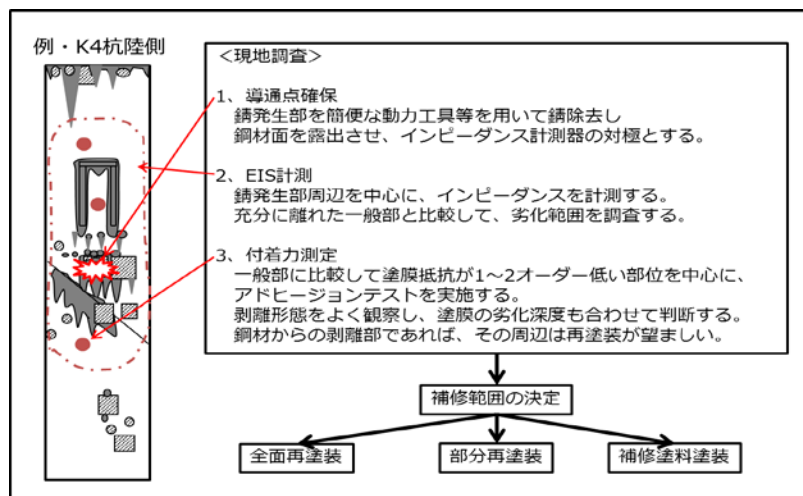 例・K4杭陸側
<現地調査>
1、導通点確保
錆発生部を簡便な動力工具等を用いて錆除去し
鋼材面を露出させ、インピーダンス計測器の対極とする。
2、EIS計測
錆発生部周辺を中心に、インピーダンスを計測する。
充分に離れた一般部と比較して、劣化範囲を調査する。
3、付着力測定
一般部に比較して塗膜抵抗が1～2オーダー低い部位を中心に、
アドヒージョンテストを実施する。
剥離形態をよく観察し、塗膜の劣化深度も合わせて判断する。
鋼材からの剥離部であれば、その周辺は再塗装が望ましい。
補修範囲の決定
全面再塗装
部分再塗装
補修塗料塗装